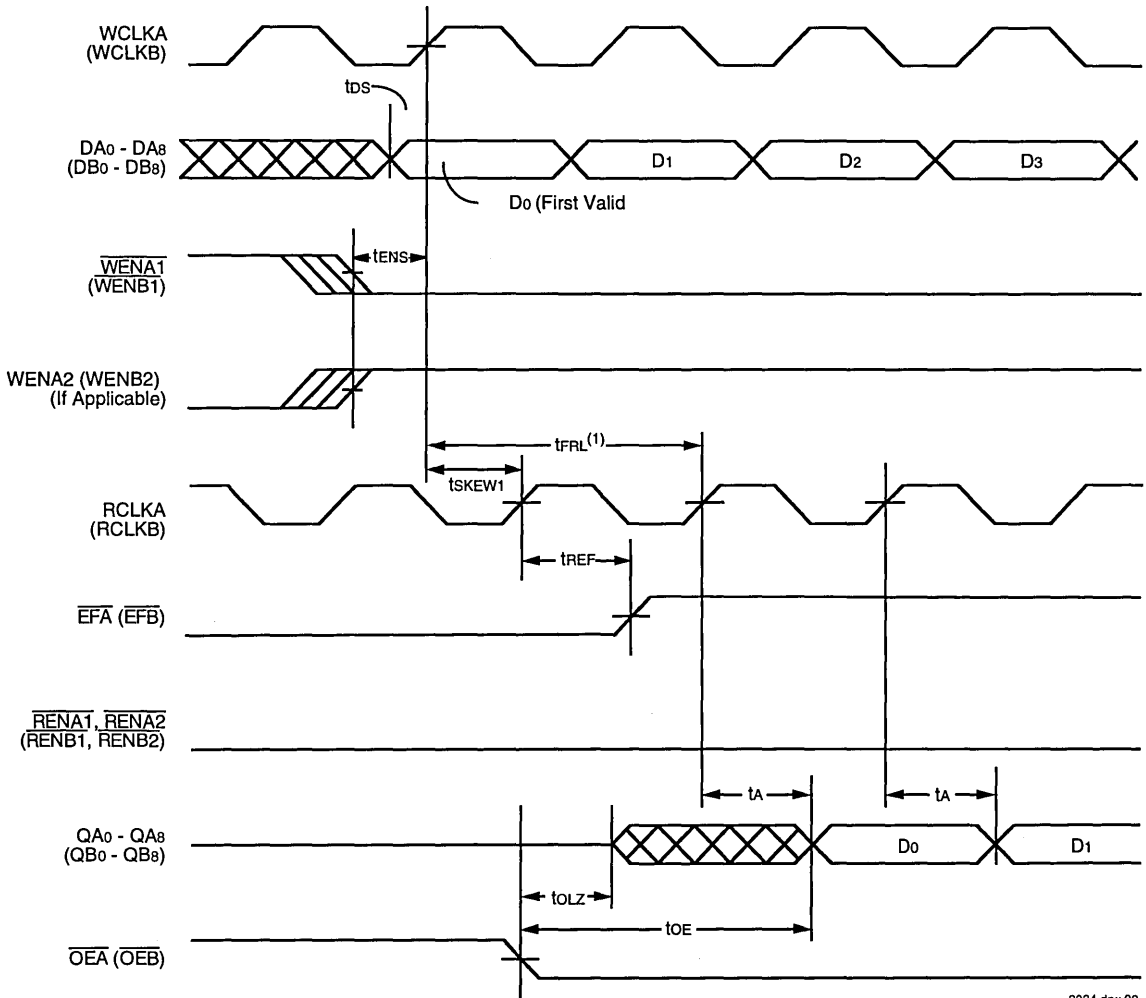 WCLKA
(WCLKB)
tDS
DA0 - DA8
(DB0 - DB8)
D1
D2
D3
D0 (First Valid
WENA1
(WENB1)
tENS
WENA2 (WENB2)
(If Applicable)
tFRL(1)
tSKEW1
RCLKA
(RCLKB)
tREF
EFA (EFB)
RENA1, RENA2
(RENB1, RENB2)
tA
tA
QA0 - QA8
(QB0 - QB8)
D0
D1
tOLZ
tOE
OEA (OEB)